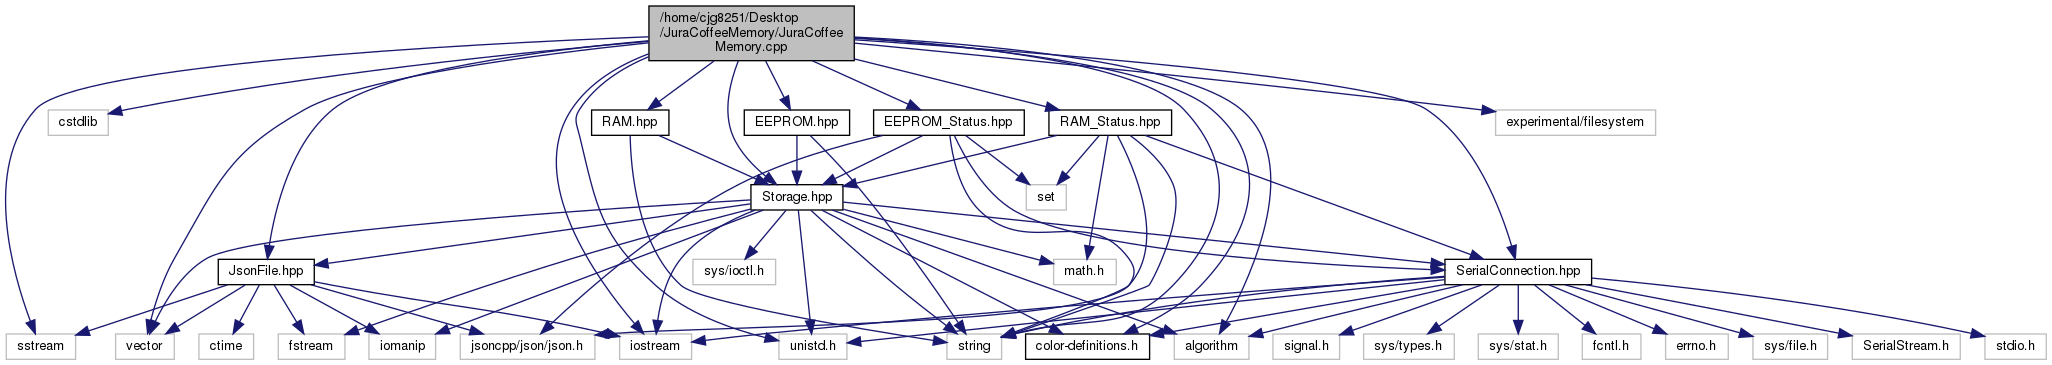 /home/cjg8251/Desktop
/JuraCoffeeMemory/JuraCoffee
Memory.cpp
cstdlib
RAM.hpp
EEPROM.hpp
EEPROM_Status.hpp
RAM_Status.hpp
experimental/filesystem
Storage.hpp
set
JsonFile.hpp
sys/ioctl.h
math.h
SerialConnection.hpp
sstream
vector
ctime
fstream
iomanip
jsoncpp/json/json.h
iostream
unistd.h
string
color-definitions.h
algorithm
signal.h
sys/types.h
sys/stat.h
fcntl.h
errno.h
sys/file.h
SerialStream.h
stdio.h